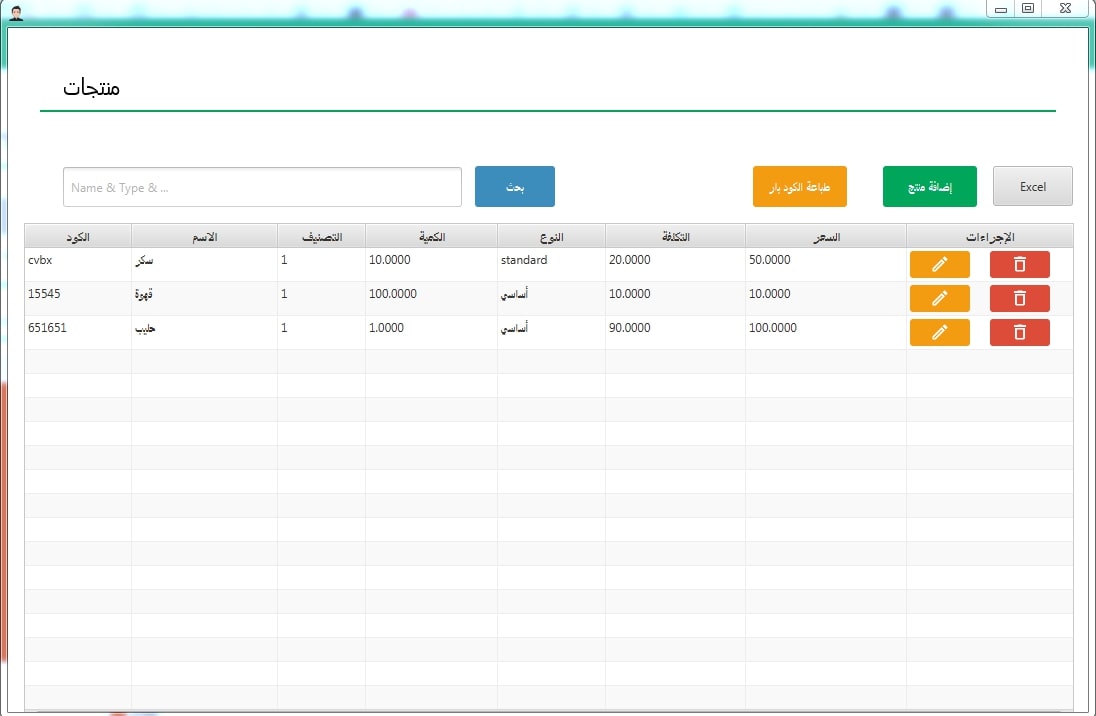 منتجات
Name & Type & ...
بحث
طباعة الكود بار
إضافة منتج
Excel
الكود الاسم التصنيف الكمية النوع التكلفة السعر الإجراءات
cvbx سكر 1 10.0000 standard 20.0000 50.0000
15545 قهوة 1 100.0000 أساسي 10.0000 10.0000
651651 حليب 1 1.0000 أساسي 90.0000 100.0000